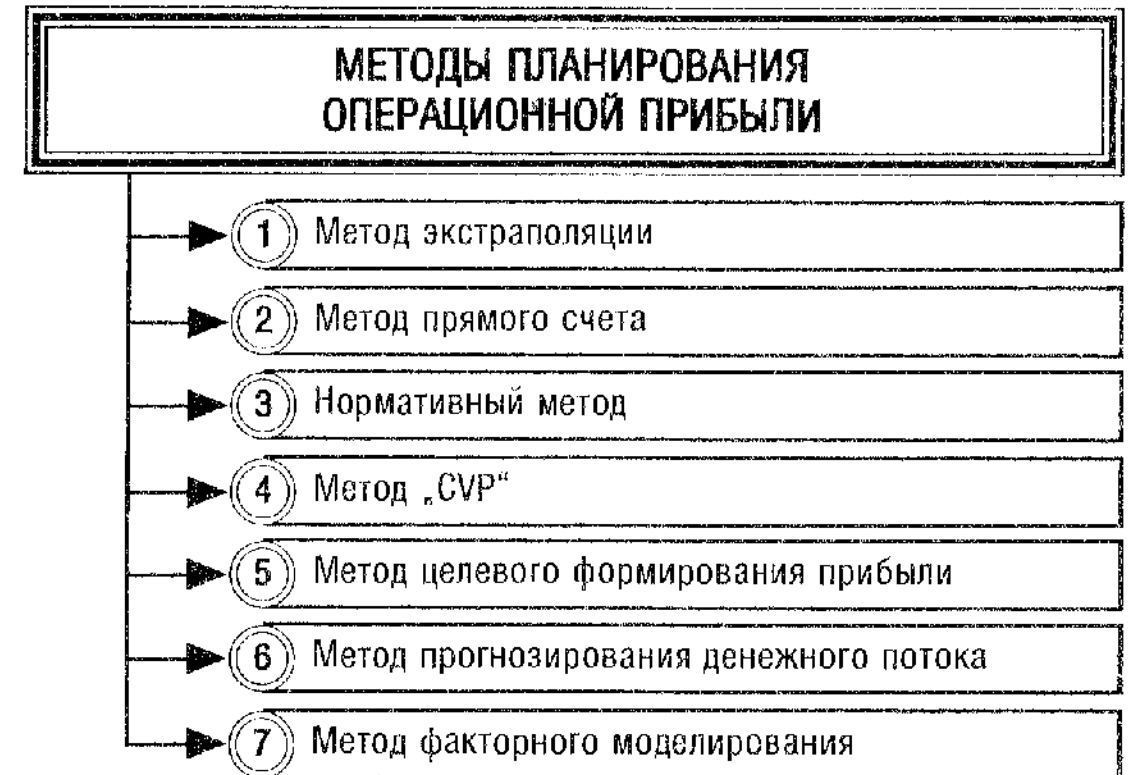 МЕТОДЫ ПЛАНИРОВАНИЯ
ОПЕРАЦИОННОЙ ПРИБЫЛИ
1 Метод экстраполяции
2 Метод прямого счета
3 Нормативный метод
4 Метод „CVP“
5 Метод целевого формирования прибыли
6 Метод прогнозирования денежного потока
7 Метод факторного моделирования